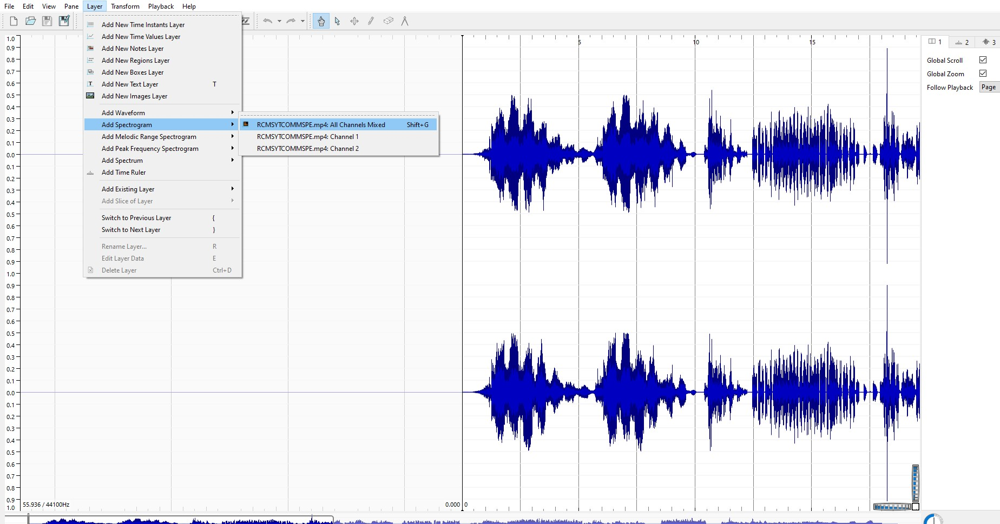 File Edit View Pane Layer Transform Playback Help
Add New Time Instants Layer
Add New Time Values Layer
Add New Notes Layer
Add New Regions Layer
Add New Boxes Layer
Add New Text Layer T
Add New Images Layer
Add Waveform
Add Spectrogram
Add Melodic Range Spectrogram
Add Peak Frequency Spectrogram
Add Spectrum
Add Time Ruler
Add Existing Layer
Add Slice of Layer
Switch to Previous Layer {
Switch to Next Layer }
Rename Layer... R
Edit Layer Data E
Delete Layer Ctrl+D
RCMSYTCOMMSPE.mp4: All Channels Mixed Shift+G
RCMSYTCOMMSPE.mp4: Channel 1
RCMSYTCOMMSPE.mp4: Channel 2
1.0
0.9
0.8
0.7
0.6
0.5
0.4
0.3
0.2
0.1
0.0
0.1
0.2
0.3
0.4
0.5
0.6
0.7
0.8
0.9
1.0
0.9
0.8
0.7
0.6
0.5
0.4
0.3
0.2
0.1
0.0
0.1
0.2
0.3
0.4
0.5
0.6
0.7
0.8
0.9
1.0
5 10 15
55.936 / 44100Hz
0.000 0
1 2 3
Global Scroll
Global Zoom
Follow Playback Page